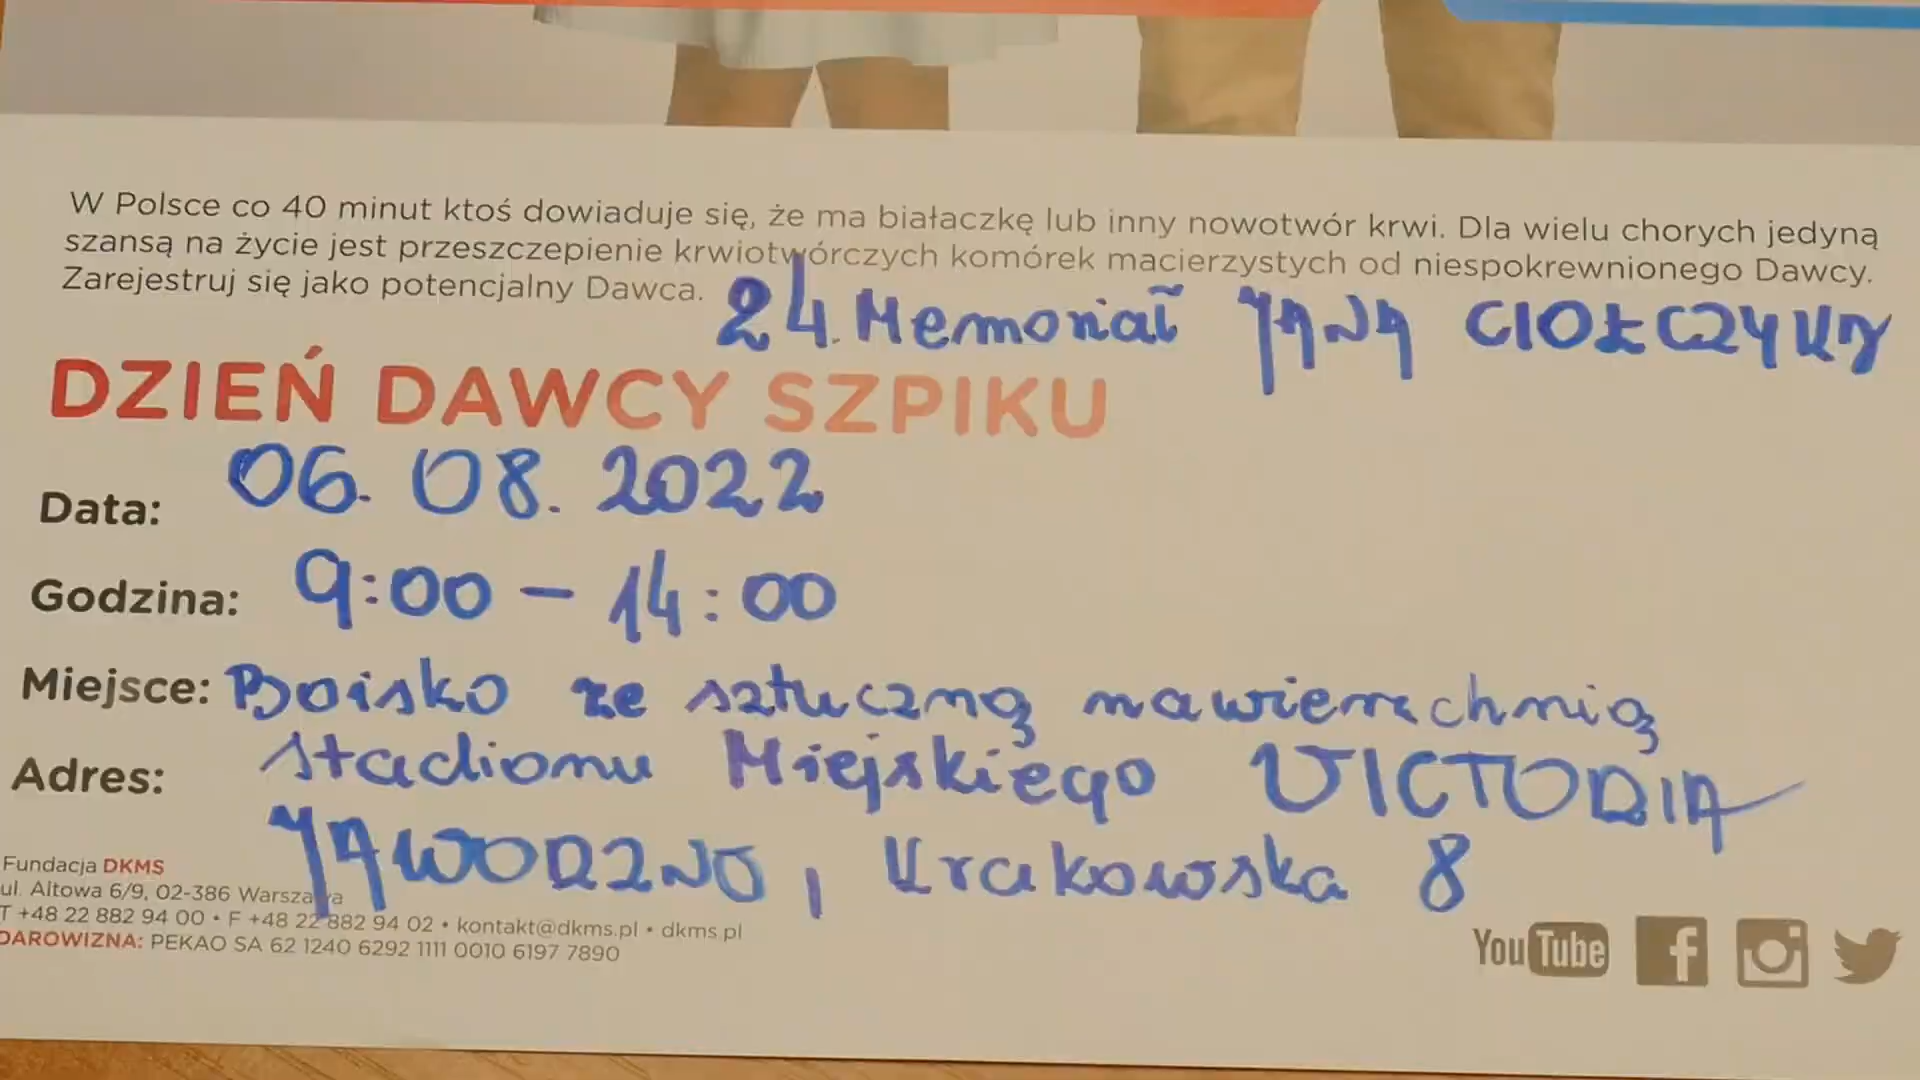 W Polsce co 40 minut ktoś dowiaduje się, że ma białaczkę lub inny nowotwór krwi. Dla wielu chorych jedyną
szansą na życie jest przeszczepienie krwiotwórczych komórek macierzystych od niespokrewnionego Dawcy.
Zarejestruj się jako potencjalny Dawca.
24. Memoriał JANA CIOŁCZYKA
DZIEŃ DAWCY SZPIKU
Data: 06.08.2022
Godzina: 9:00 – 14:00
Miejsce: Boisko ze sztuczną nawierzchnią
Adres: stadionu Miejskiego VICTORIA
JAWORZNO, Krakowska 8
Fundacja DKMS
ul. Altowa 6/9, 02-386 Warszawa
T +48 22 882 94 00 • F +48 22 882 94 02 • kontakt@dkms.pl • dkms.pl
DAROWIZNA: PEKAO SA 62 1240 6292 1111 0010 6197 7890
YouTube